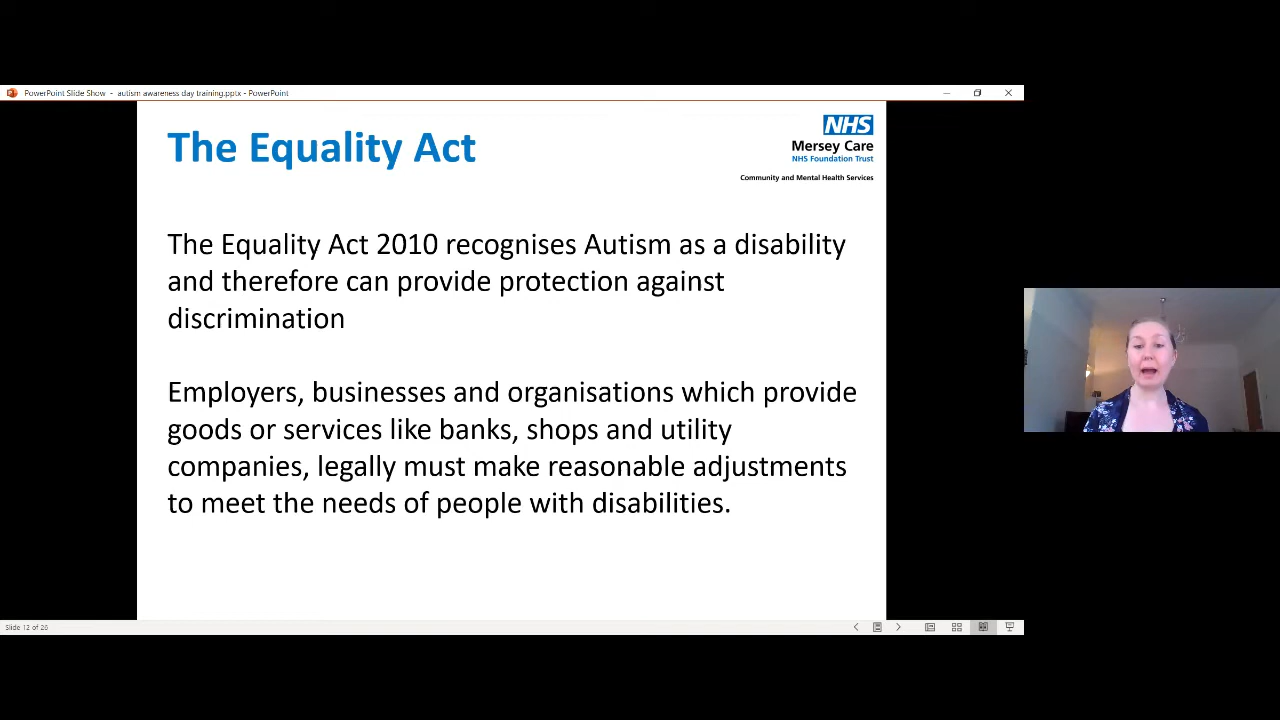 PowerPoint Slide Show - autism awareness day training.pptx - PowerPoint
The Equality Act
NHS
Mersey Care
NHS Foundation Trust
Community and Mental Health Services
The Equality Act 2010 recognises Autism as a disability
and therefore can provide protection against
discrimination
Employers, businesses and organisations which provide
goods or services like banks, shops and utility
companies, legally must make reasonable adjustments
to meet the needs of people with disabilities.
Slide 12 of 26